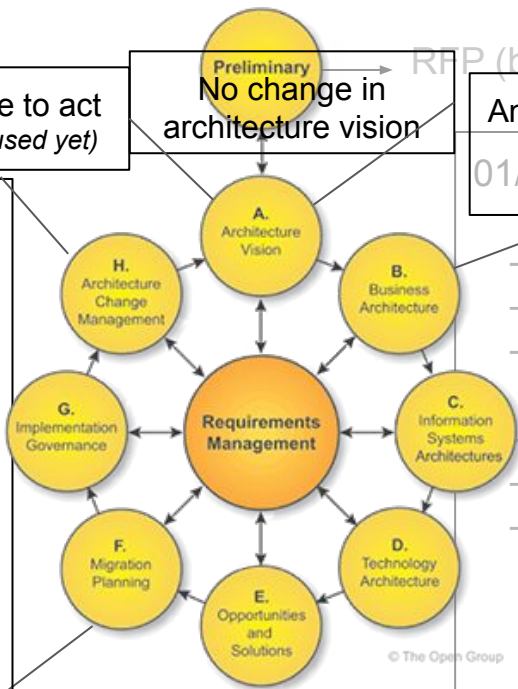 Preliminary
RFP (b
No change in
architecture vision
e to act
used yet)
Ar
01/
A.
Architecture
Vision
H.
Architecture
Change
Management
B.
Business
Architecture
G.
Implementation
Governance
Requirements
Management
C.
Information
Systems
Architectures
F.
Migration
Planning
D.
Technology
Architecture
E.
Opportunities
and
Solutions
© The Open Group